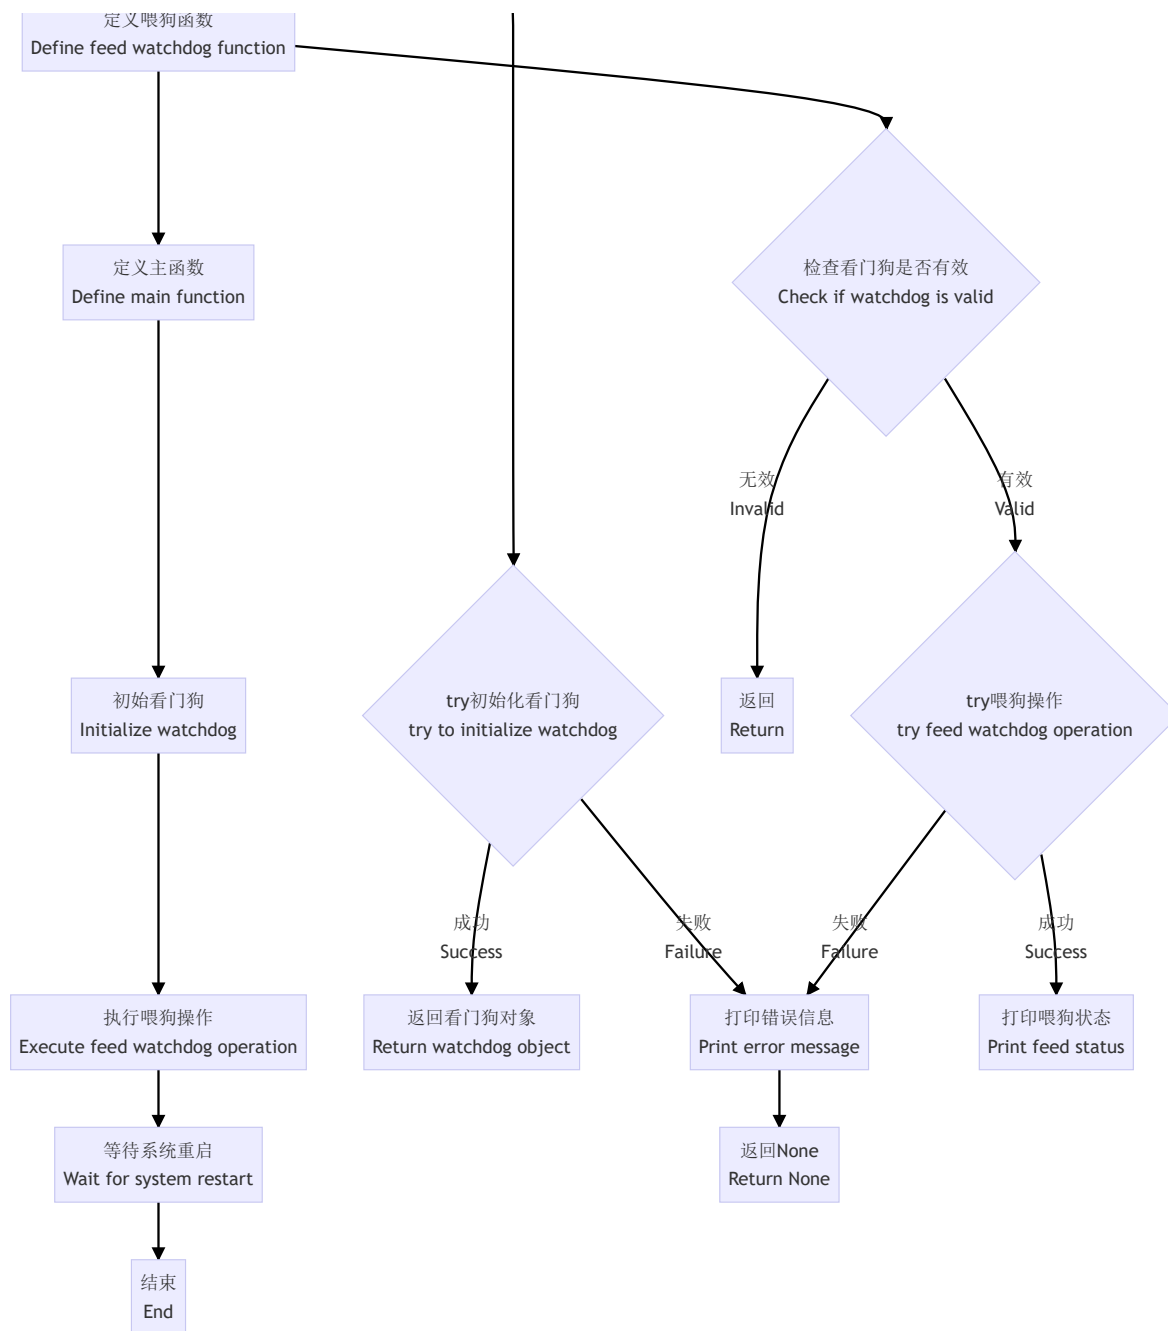 定义喂狗函数
Define feed watchdog function
定义主函数
Define main function
检查看门狗是否有效
Check if watchdog is valid
无效
Invalid
有效
Valid
初始看门狗
Initialize watchdog
try初始化看门狗
try to initialize watchdog
返回
Return
try喂狗操作
try feed watchdog operation
成功
Success
失败
Failure
失败
Failure
成功
Success
执行喂狗操作
Execute feed watchdog operation
返回看门狗对象
Return watchdog object
打印错误信息
Print error message
打印喂狗状态
Print feed status
等待系统重启
Wait for system restart
返回None
Return None
结束
End